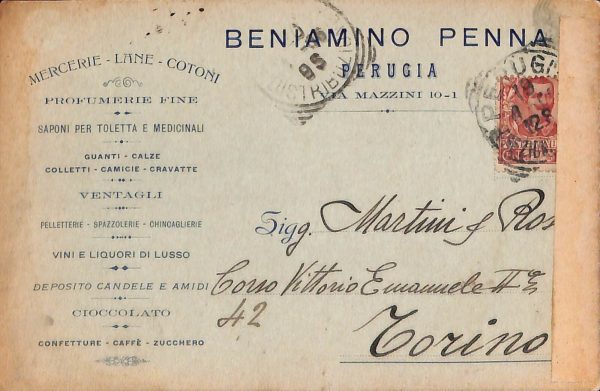 BENIAMINO PENNA
PERUGIA
VIA MAZZINI 10-1
MERCERIE - LANE - COTONI
PROFUMERIE FINE
SAPONI PER TOLETTA E MEDICINALI
GUANTI - CALZE
COLLETTI - CAMICIE - CRAVATTE
VENTAGLI
PELLETTERIE - SPAZZOLERIE - CHINCAGLIERIE
VINI E LIQUORI DI LUSSO
DEPOSITO CANDELE E AMIDI
CIOCCOLATO
CONFETTURE - CAFFÈ - ZUCCHERO
Sigg. Martini & Ros
Corso Vittorio Emanuele II
42
Torino